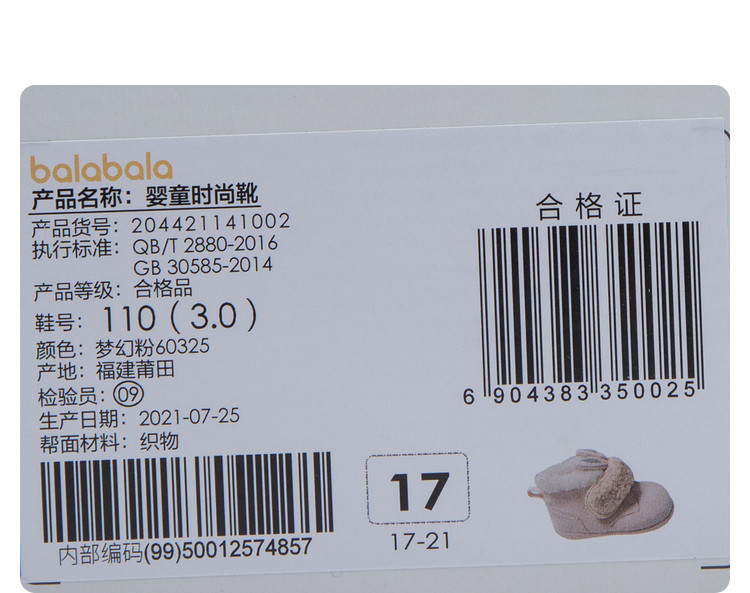 balabala
产品名称：婴童时尚靴
产品货号：204421141002
执行标准：QB/T 2880-2016
GB 30585-2014
产品等级：合格品
鞋号：110（3.0）
颜色：梦幻粉60325
产地：福建莆田
检验员：09
生产日期：2021-07-25
帮面材料：织物
内部编码(99)50012574857
合格证
6 904383 350025
17
17-21